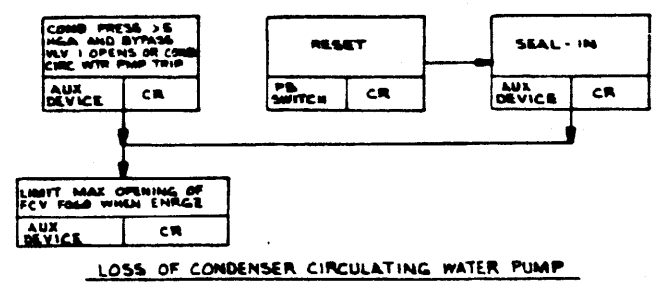 COND PRESS >5
HGA AND BYPASS
VLV 1 OPENS OR COND
CIRC WTR PMP TRIP
AUX
DEVICE
CR
RESET
PB
SWITCH
CR
SEAL-IN
AUX
DEVICE
CR
LIMIT MAX OPENING OF
FCV WHEN ENRGZ
AUX
DEVICE
CR
LOSS OF CONDENSER CIRCULATING WATER PUMP